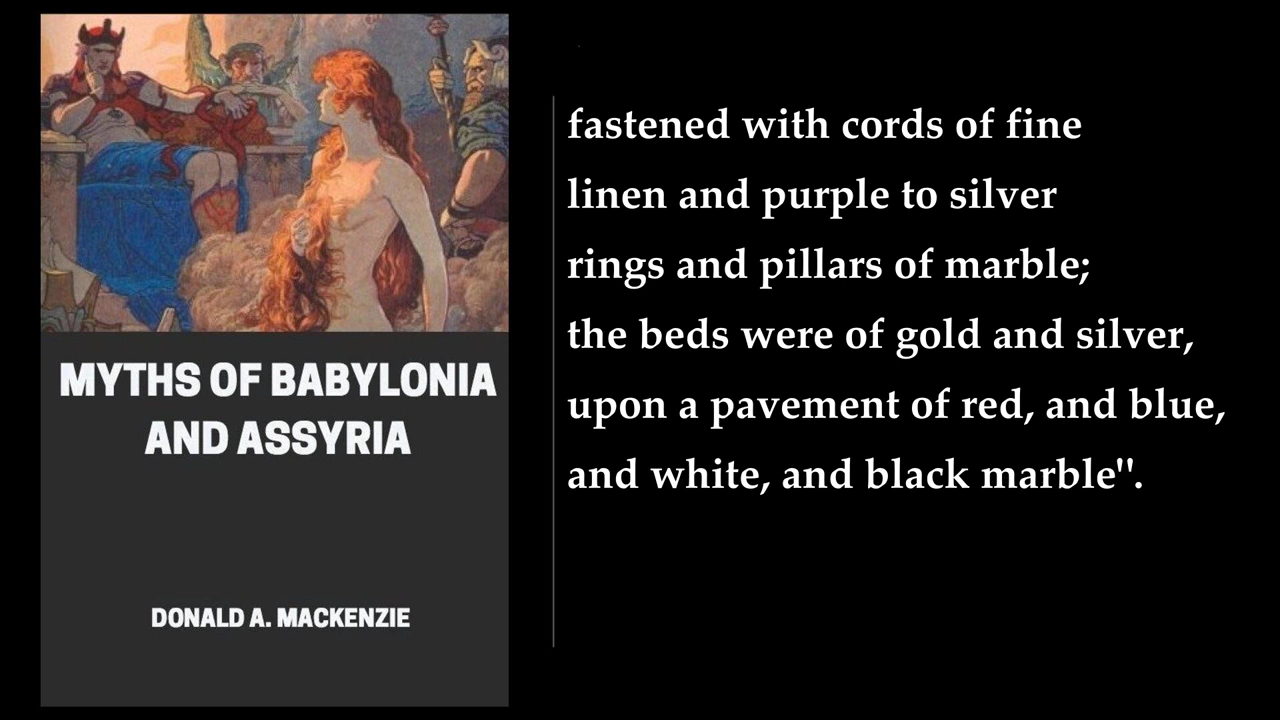 MYTHS OF BABYLONIA
AND ASSYRIA
DONALD A. MACKENZIE
fastened with cords of fine
linen and purple to silver
rings and pillars of marble;
the beds were of gold and silver,
upon a pavement of red, and blue,
and white, and black marble".